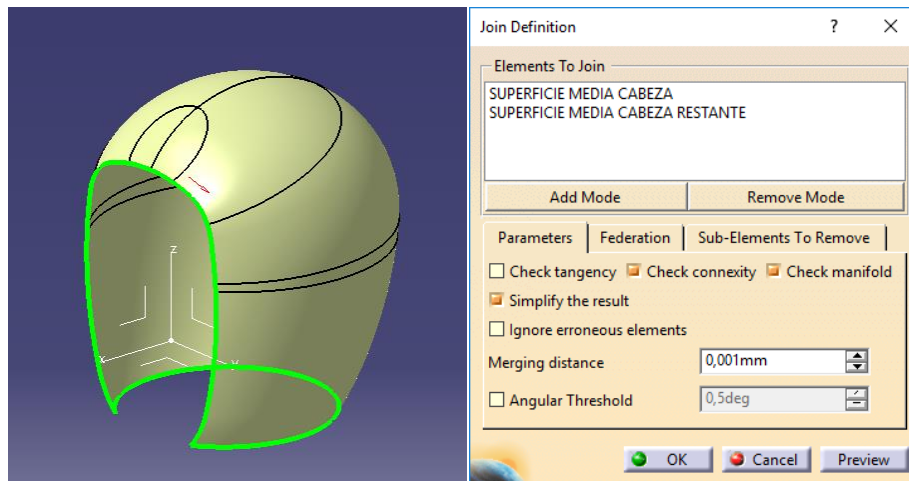 Join Definition
?
X
Elements To Join
SUPERFICIE MEDIA CABEZA
SUPERFICIE MEDIA CABEZA RESTANTE
Add Mode
Remove Mode
Parameters
Federation
Sub-Elements To Remove
Check tangency
Check connexity
Check manifold
Simplify the result
Ignore erroneous elements
Merging distance
0,001mm
Angular Threshold
0,5deg
OK
Cancel
Preview
z
x
y